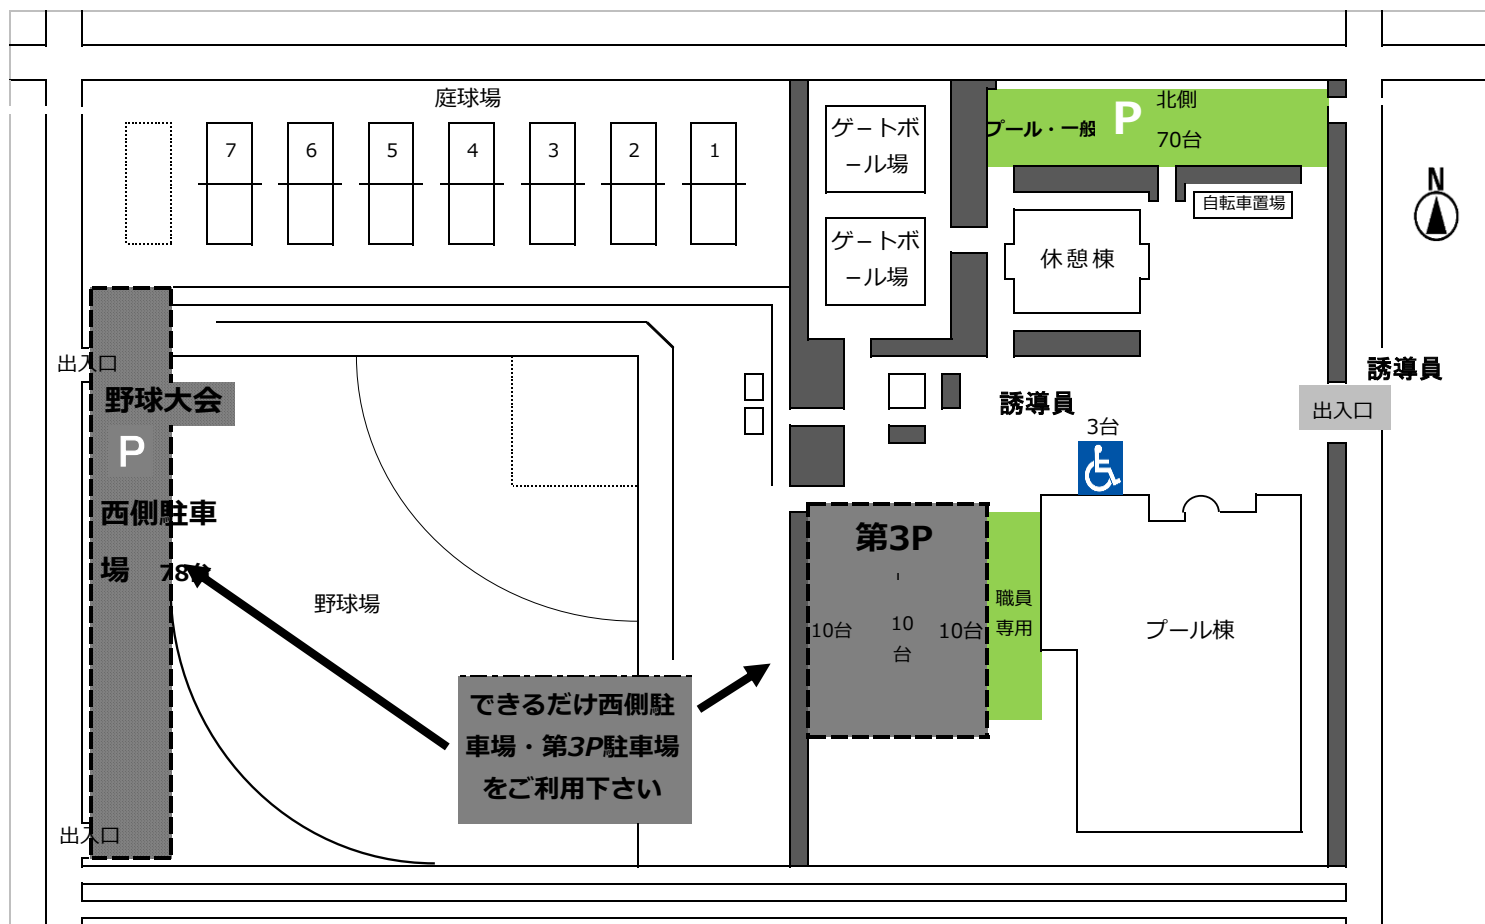 庭球場
7
6
5
4
3
2
1
ゲートボ
ール場
ゲートボ
ール場
プール・一般
P
北側
70台
自転車置場
休憩棟
N
出入口
野球大会
P
西側駐車
場 78台
野球場
できるだけ西側駐
車場・第3P駐車場
をご利用下さい
出入口
誘導員
3台
誘導員
出入口
第3P
10台
10
台
10台
職員
専用
プール棟